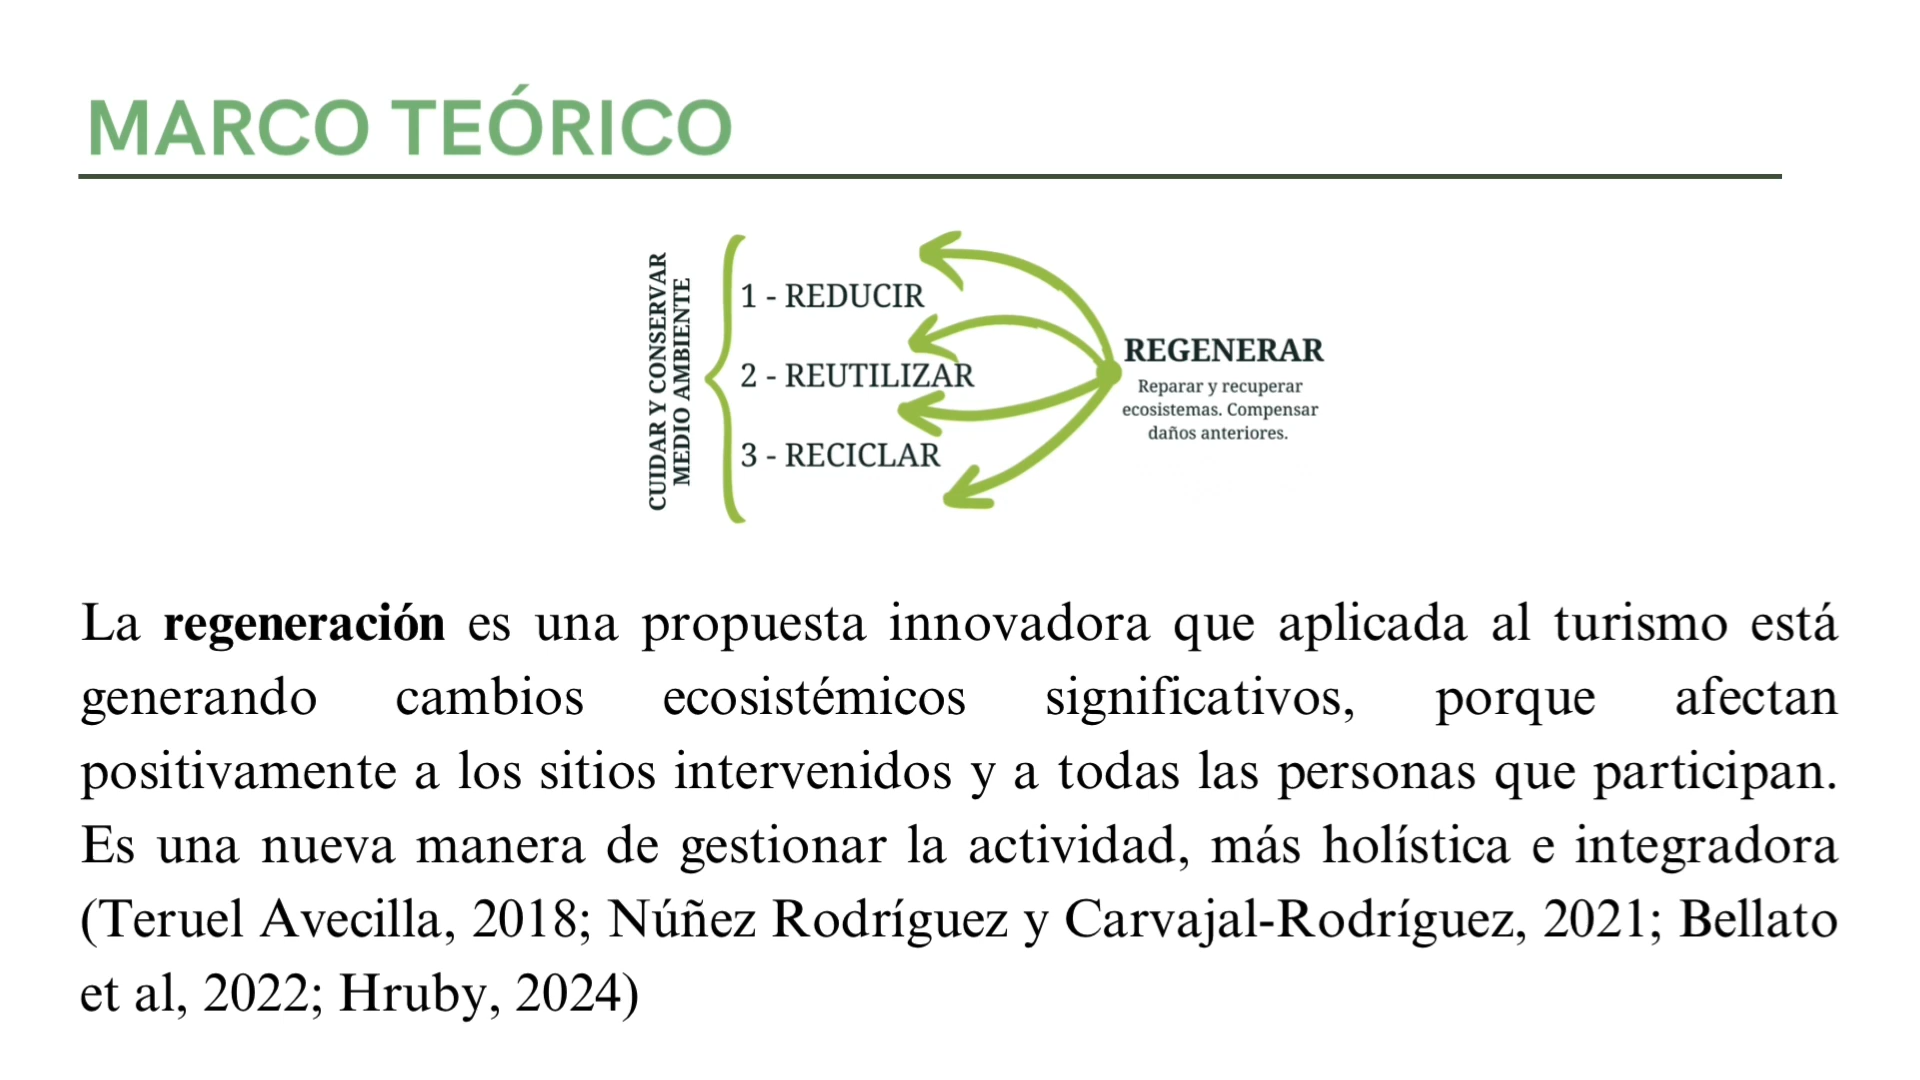 MARCO TEÓRICO
CUIDAR Y CONSERVAR
MEDIO AMBIENTE
1 - REDUCIR
2 - REUTILIZAR
3 - RECICLAR
REGENERAR
Reparar y recuperar
ecosistemas. Compensar
daños anteriores.
La regeneración es una propuesta innovadora que aplicada al turismo está
generando cambios ecosistémicos significativos, porque afectan
positivamente a los sitios intervenidos y a todas las personas que participan.
Es una nueva manera de gestionar la actividad, más holística e integradora
(Teruel Avecilla, 2018; Núñez Rodríguez y Carvajal-Rodríguez, 2021; Bellato
et al, 2022; Hruby, 2024)